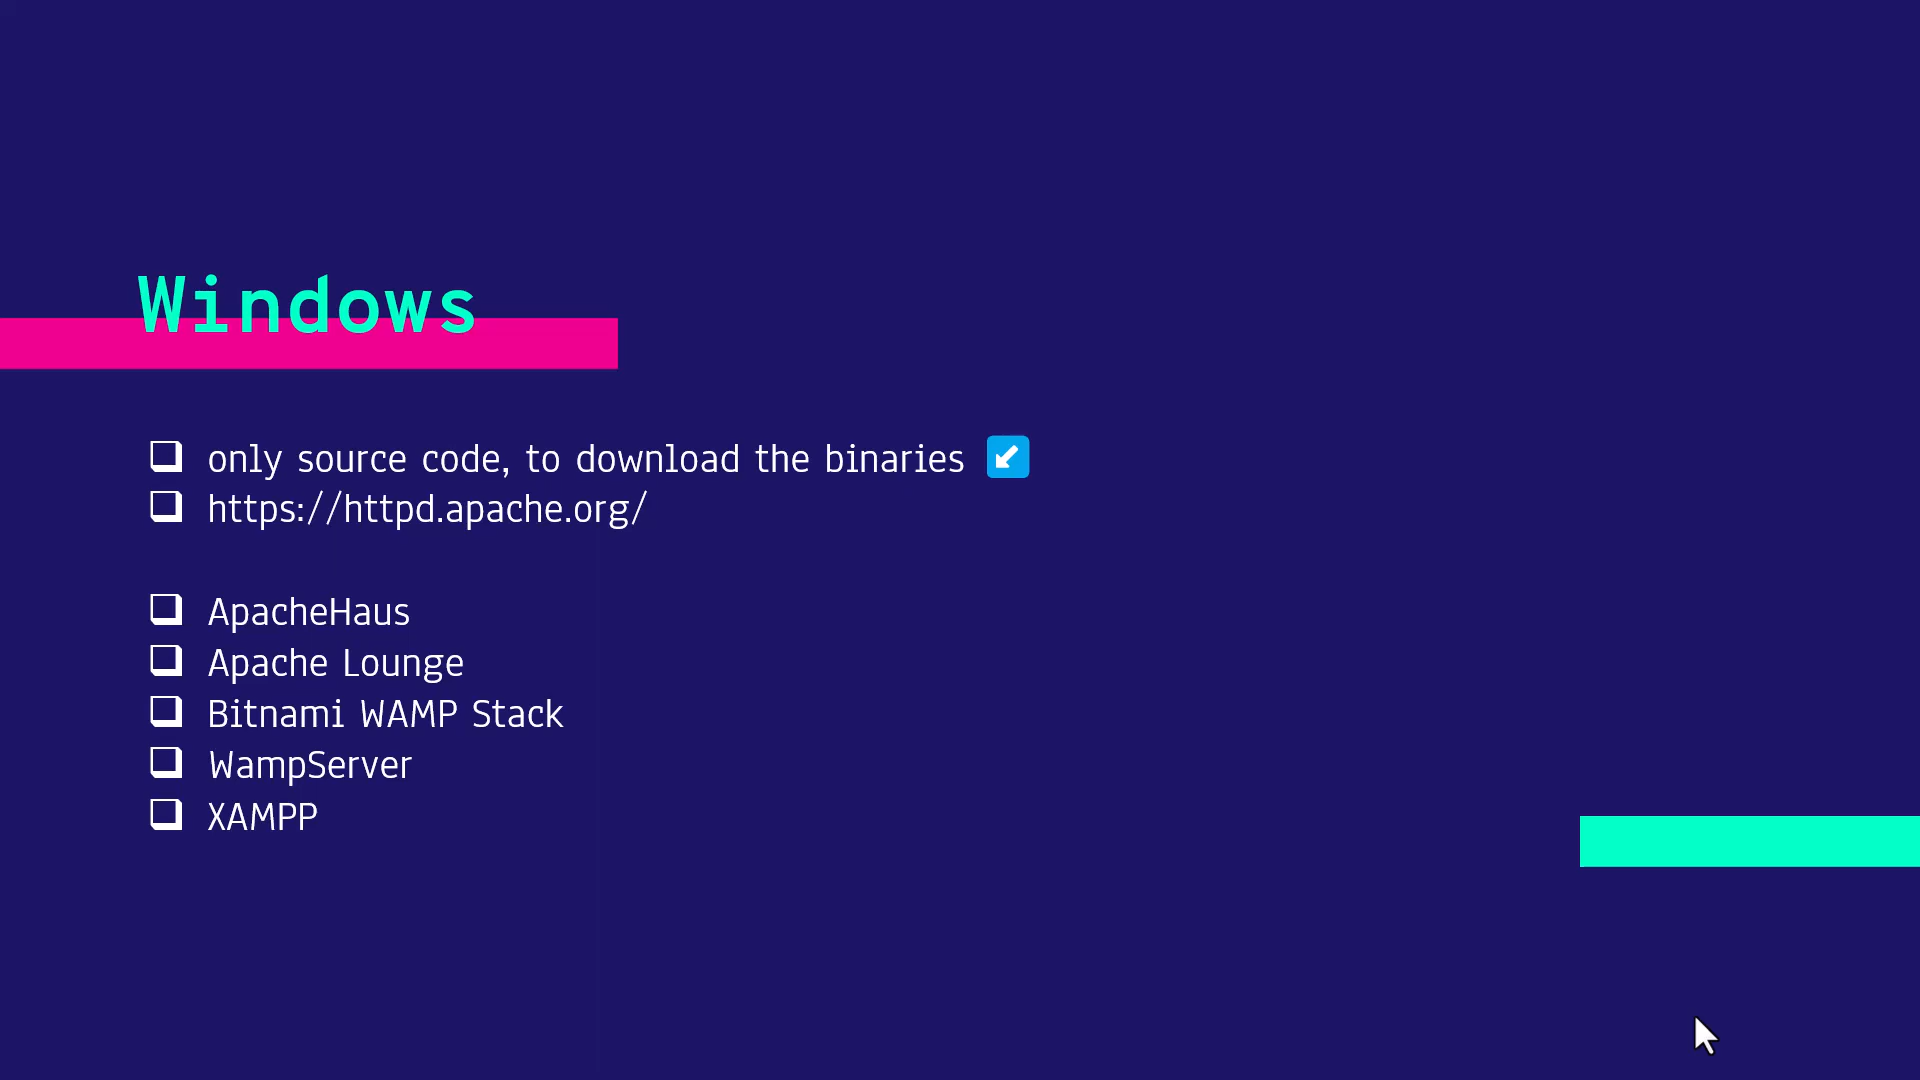 Windows
❑ only source code, to download the binaries ↙️
❑ https://httpd.apache.org/
❑ ApacheHaus
❑ Apache Lounge
❑ Bitnami WAMP Stack
❑ WampServer
❑ XAMPP